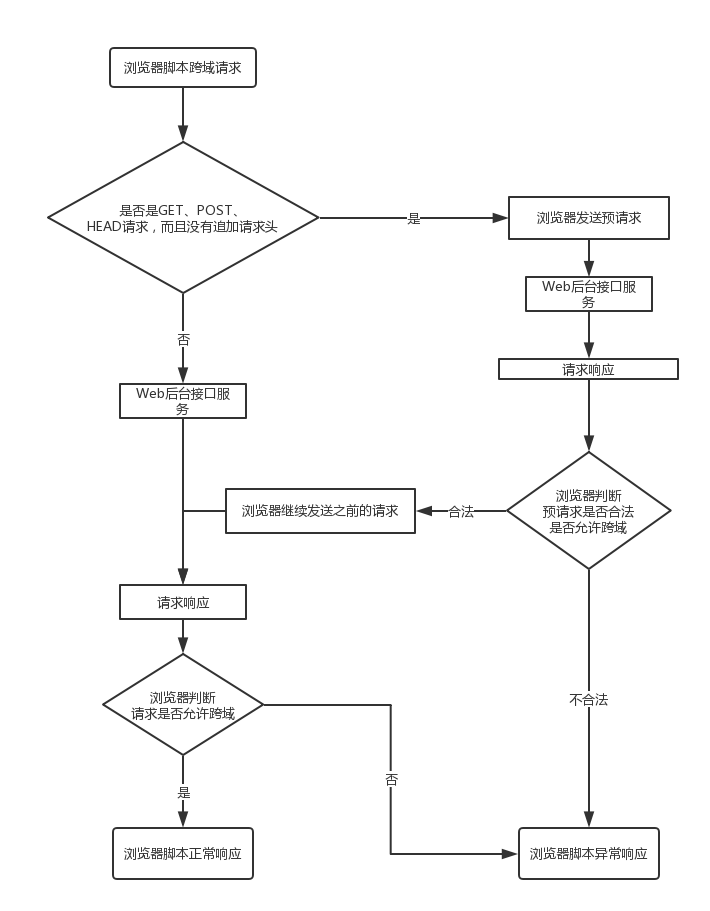 浏览器脚本跨域请求
是否是GET、POST、
HEAD请求，而且没有追加请求头
是
浏览器发送预请求
Web后台接口服
务
请求响应
否
Web后台接口服
务
浏览器判断
预请求是否合法
是否允许跨域
合法
浏览器继续发送之前的请求
请求响应
浏览器判断
请求是否允许跨域
不合法
否
是
浏览器脚本正常响应
浏览器脚本异常响应